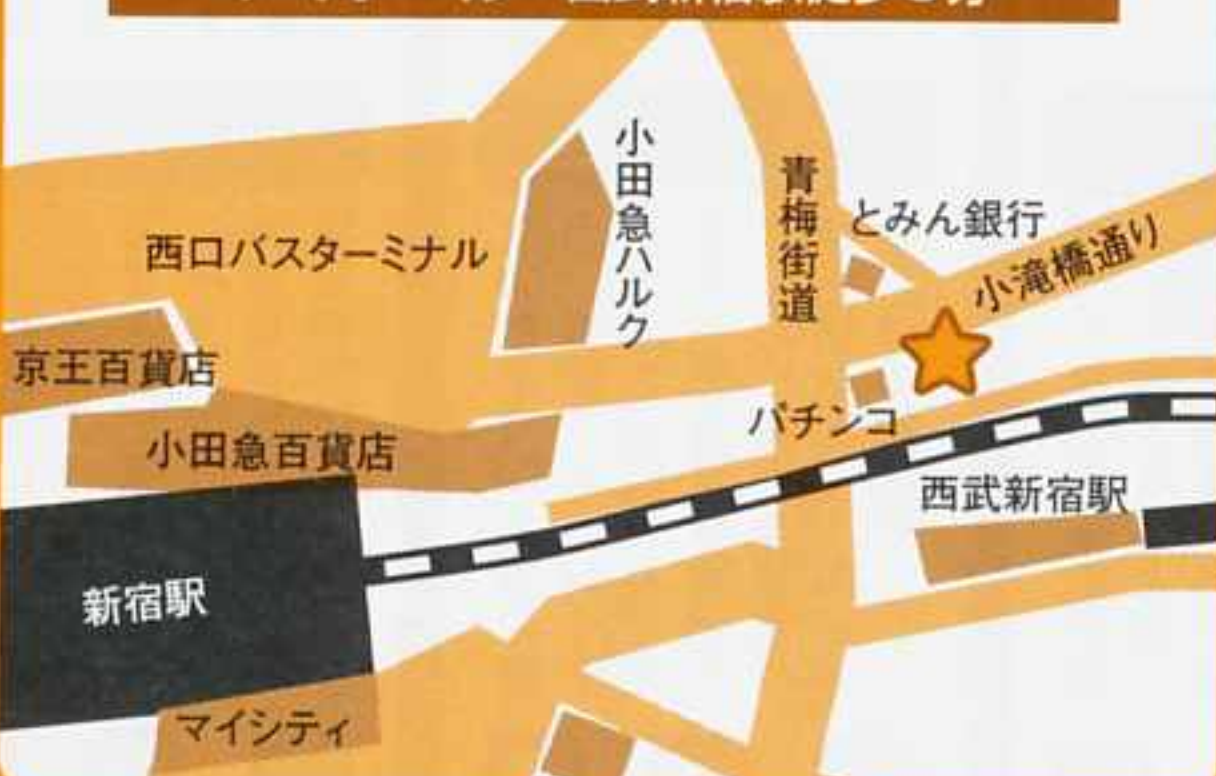 小田急ハルク
青梅街道
とみん銀行
小滝橋通り
西口バスターミナル
京王百貨店
パチンコ
小田急百貨店
西武新宿駅
新宿駅
マイシティ